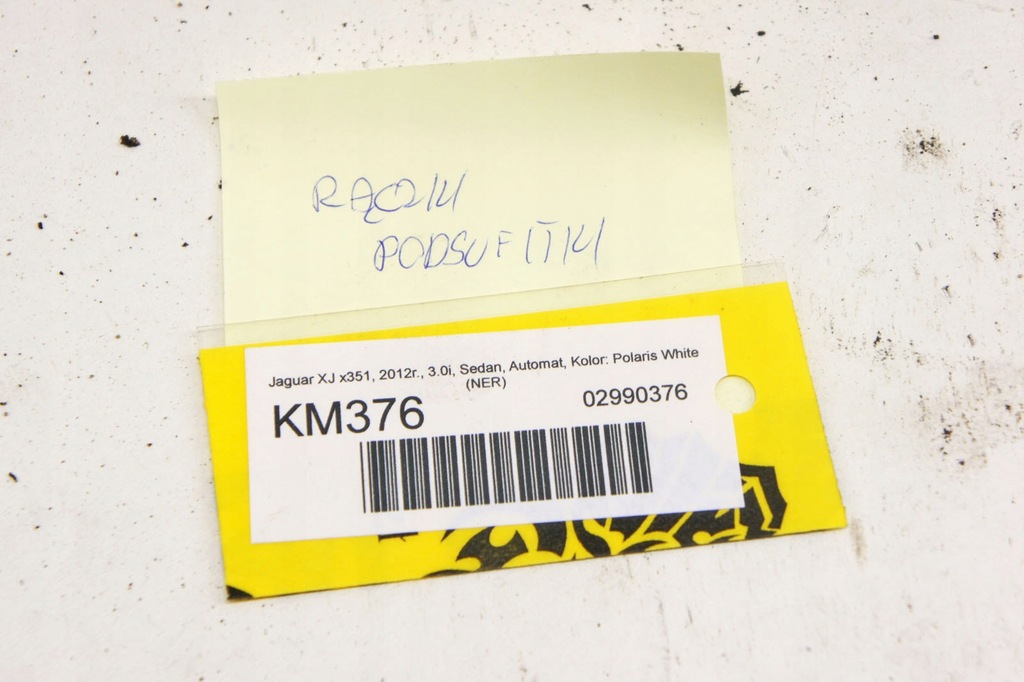 RĄCZKI
PODSUFITKI
Jaguar XJ x351, 2012r., 3.0i, Sedan, Automat, Kolor: Polaris White
(NER)
KM376
02990376